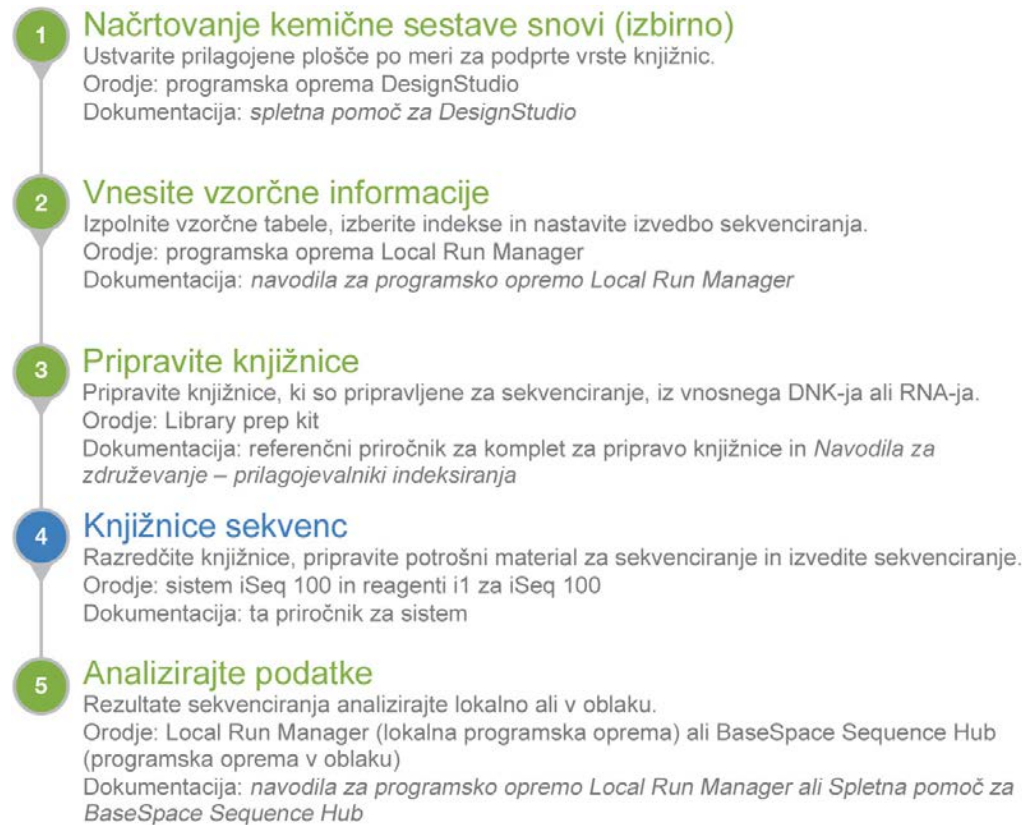 1
Načrtovanje kemične sestave snovi (izbirno)
Ustvarite prilagojene plošče po meri za podprte vrste knjižnic.
Orodje: programska oprema DesignStudio
Dokumentacija: spletna pomoč za DesignStudio
2
Vnesite vzorčne informacije
Izpolnite vzorčne tabele, izberite indekse in nastavite izvedbo sekvenciranja.
Orodje: programska oprema Local Run Manager
Dokumentacija: navodila za programsko opremo Local Run Manager
3
Pripravite knjižnice
Pripravite knjižnice, ki so pripravljene za sekvenciranje, iz vnosnega DNK-ja ali RNA-ja.
Orodje: Library prep kit
Dokumentacija: referenčni priročnik za komplet za pripravo knjižnice in Navodila za
združevanje – prilagojevalniki indeksiranja
4
Knjižnice sekvenc
Razredčite knjižnice, pripravite potrošni material za sekvenciranje in izvedite sekvenciranje.
Orodje: sistem iSeq 100 in reagenti i1 za iSeq 100
Dokumentacija: ta priročnik za sistem
5
Analizirajte podatke
Rezultate sekvenciranja analizirajte lokalno ali v oblaku.
Orodje: Local Run Manager (lokalna programska oprema) ali BaseSpace Sequence Hub
(programska oprema v oblaku)
Dokumentacija: navodila za programsko opremo Local Run Manager ali Spletna pomoč za
BaseSpace Sequence Hub